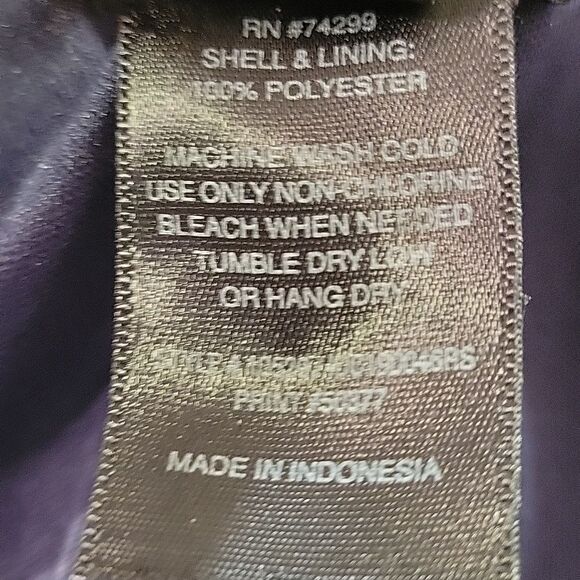 RN #74299
SHELL & LINING:
100% POLYESTER
MACHINE WASH COLD
USE ONLY NON-CHLORINE
BLEACH WHEN NEEDED
TUMBLE DRY LOW
OR HANG DRY
PRINT
MADE IN INDONESIA